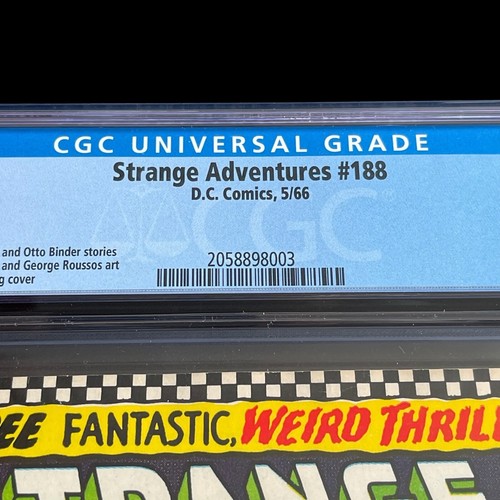 CGC UNIVERSAL GRADE
Strange Adventures #188
D.C. Comics, 5/66
CGC
and Otto Binder stories
and George Roussos art
cover
2058898003
FANTASTIC, WEIRD